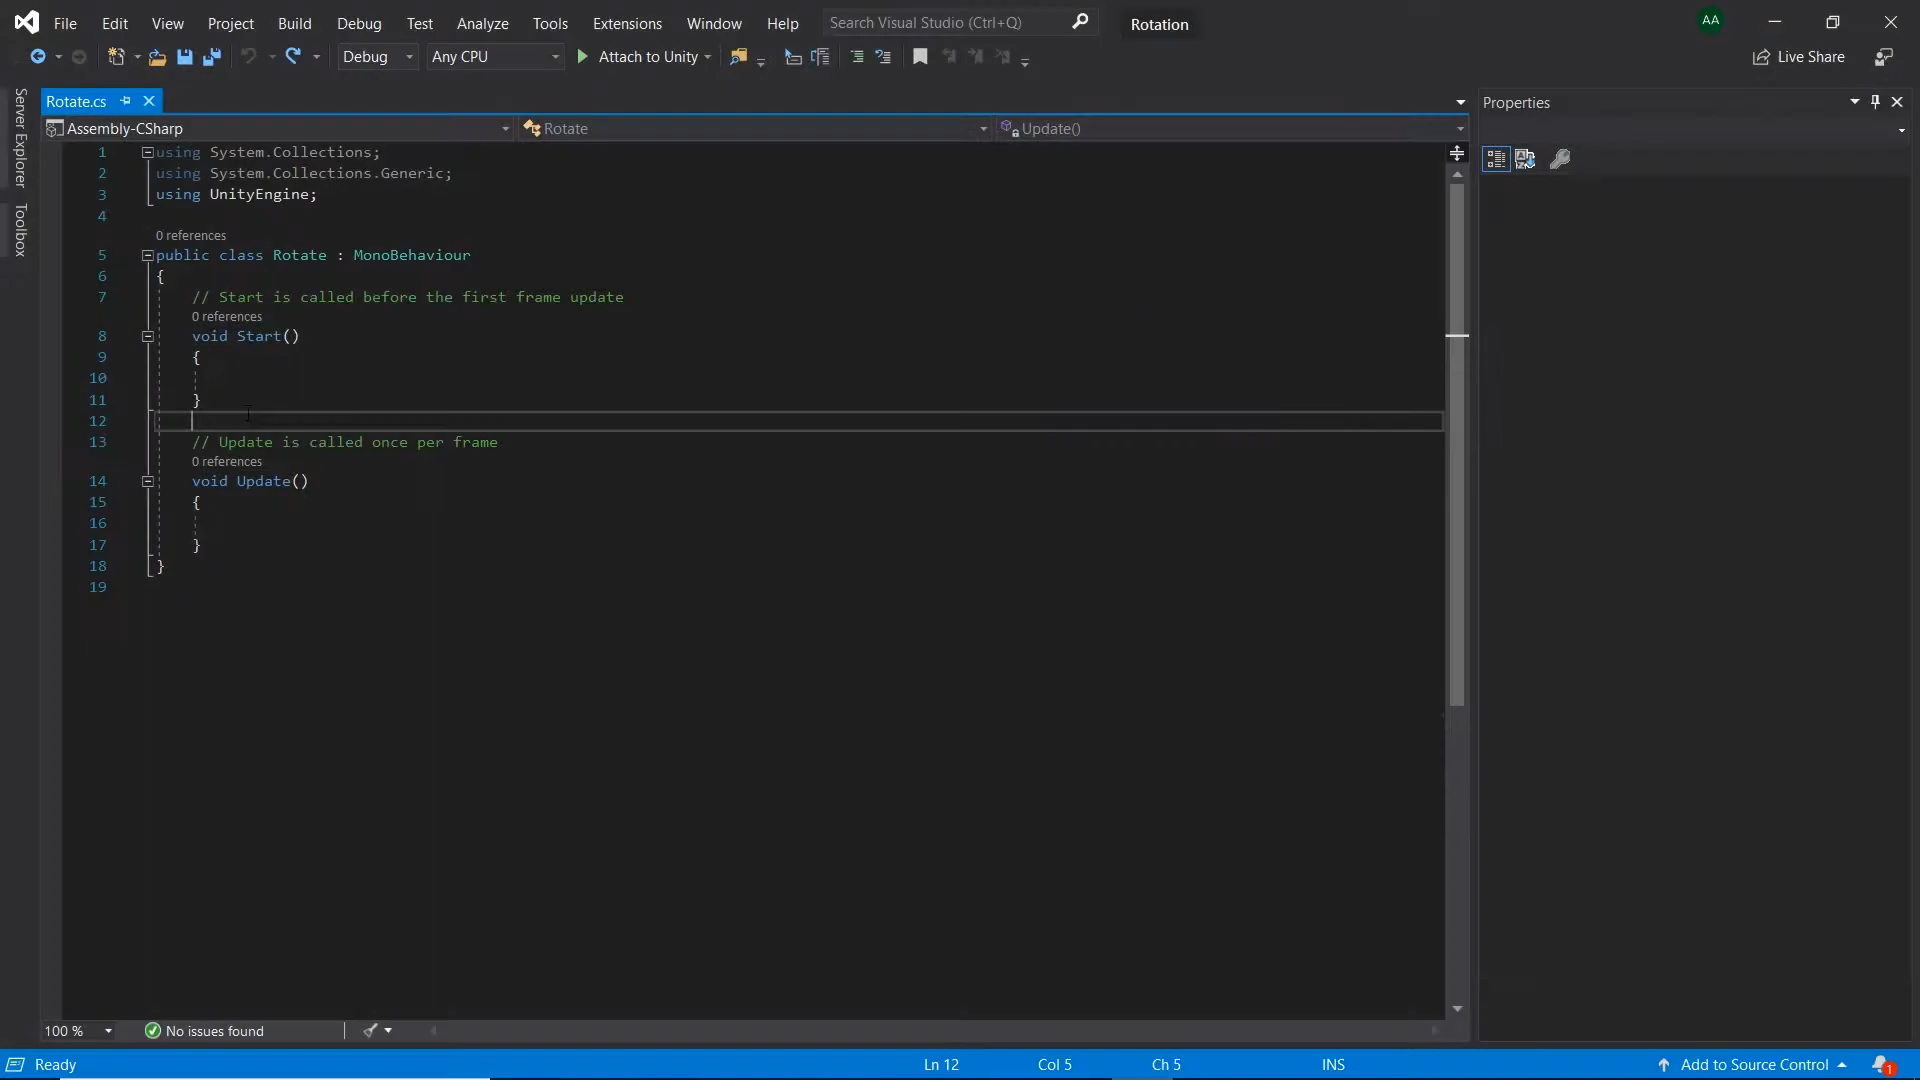 File Edit View Project Build Debug Test Analyze Tools Extensions Window Help Search Visual Studio (Ctrl+Q) Rotation AA
Debug Any CPU Attach to Unity Live Share
Server Explorer
Toolbox
Rotate.cs
Properties
Assembly-CSharp Rotate Update()
1 using System.Collections;
2 using System.Collections.Generic;
3 using UnityEngine;
4
0 references
5 public class Rotate : MonoBehaviour
6 {
7 // Start is called before the first frame update
0 references
8 void Start()
9 {
10
11 }
12
13 // Update is called once per frame
0 references
14 void Update()
15 {
16
17 }
18 }
19
100 % No issues found
Ready Ln 12 Col 5 Ch 5 INS Add to Source Control 1